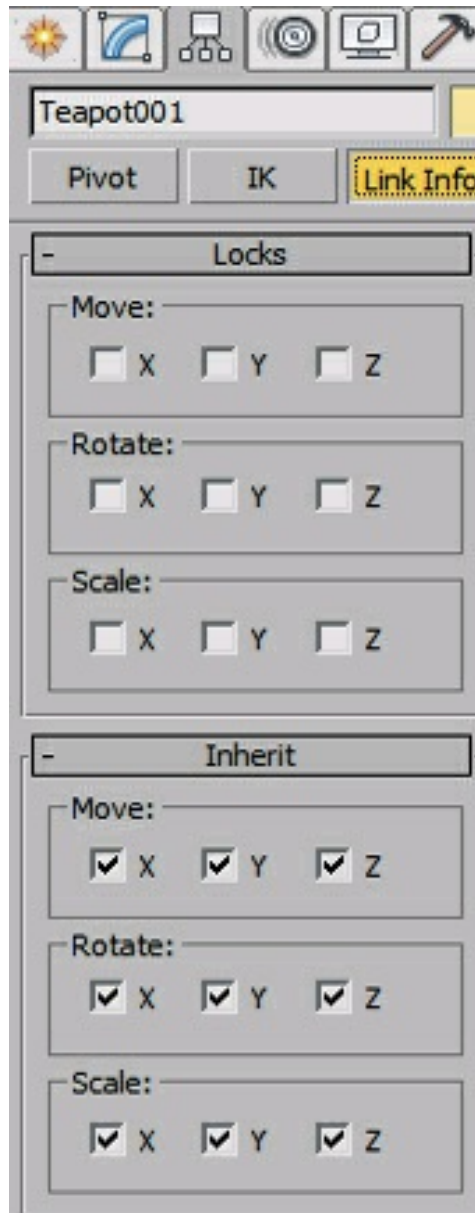 Teapot001
Pivot IK Link Info
- Locks
Move:
X Y Z
Rotate:
X Y Z
Scale:
X Y Z
- Inherit
Move:
X Y Z
Rotate:
X Y Z
Scale:
X Y Z